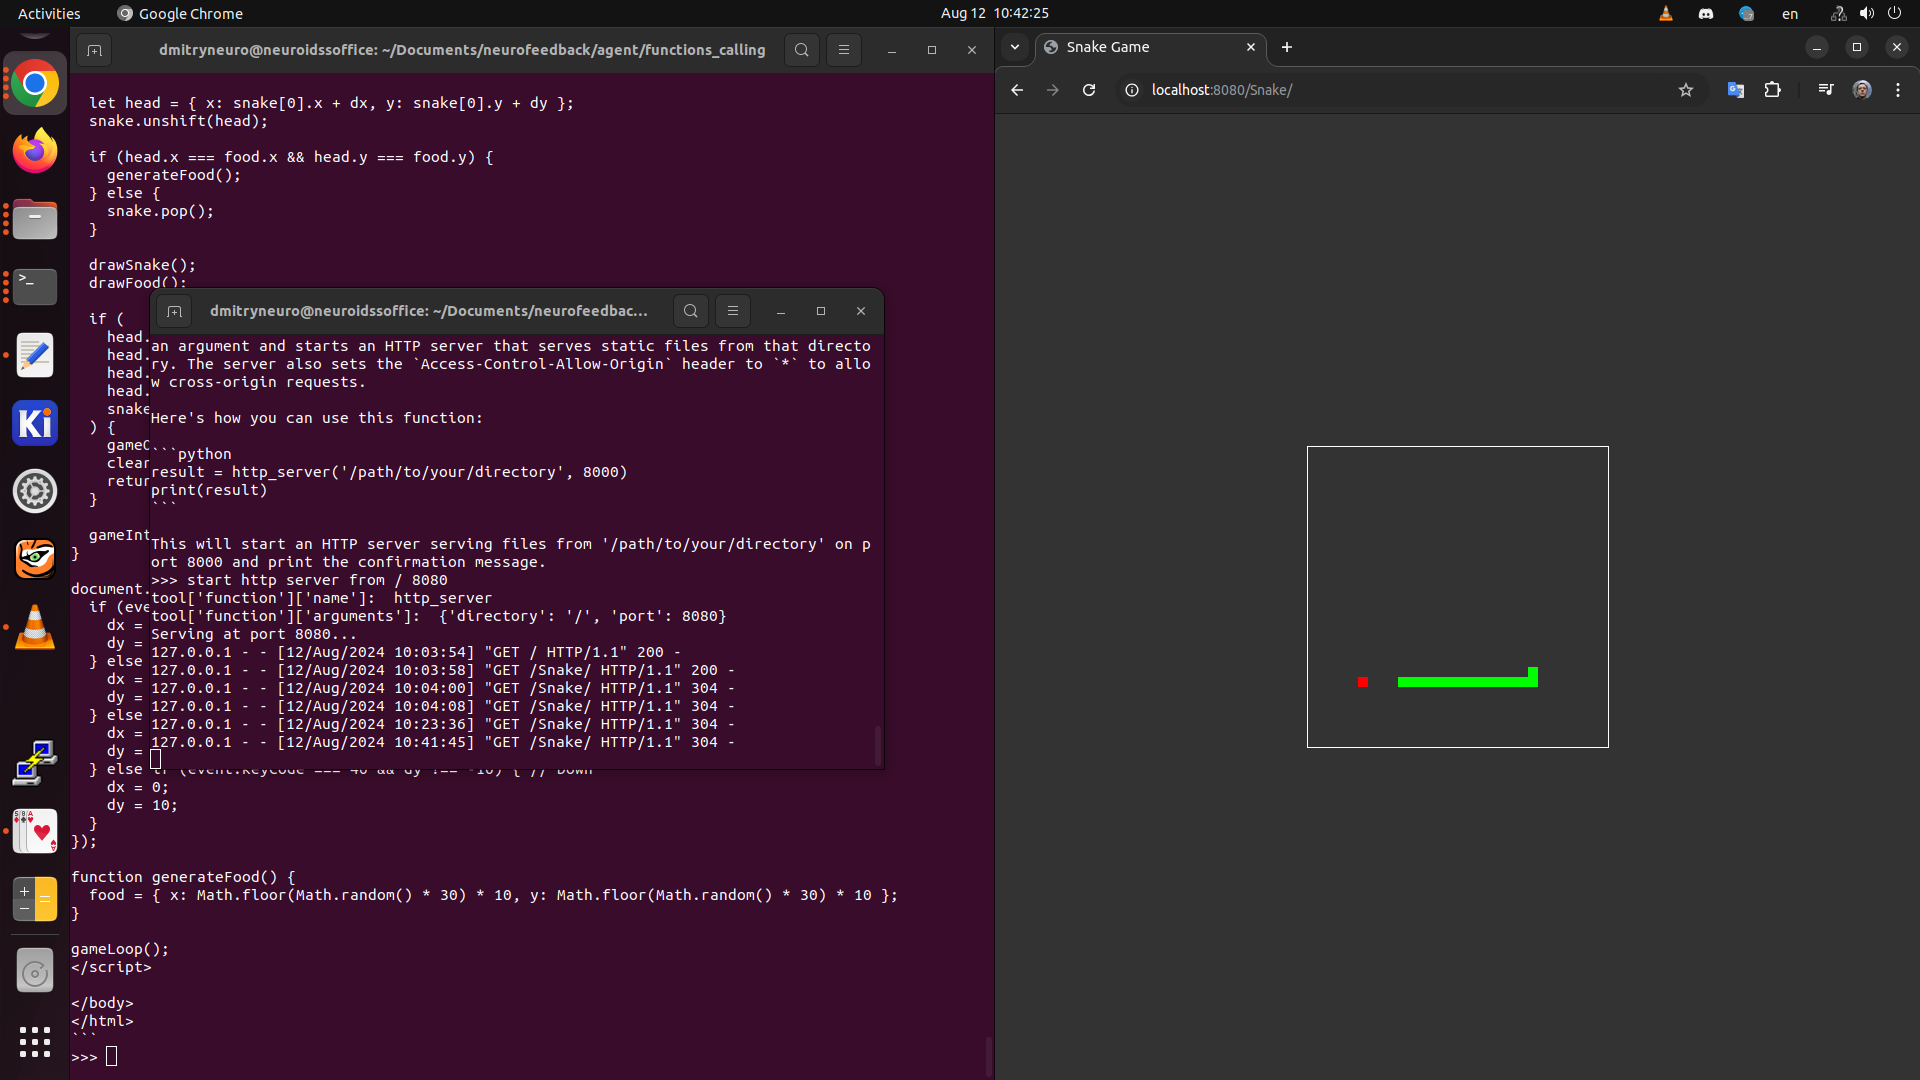 Activities
Google Chrome
Aug 12 10:42:25
en
dmitryneuro@neuroidssoffice: ~/Documents/neurofeedback/agent/functions_calling
let head = { x: snake[0].x + dx, y: snake[0].y + dy };
snake.unshift(head);
if (head.x === food.x && head.y === food.y) {
generateFood();
} else {
snake.pop();
}
drawSnake();
drawFood();
if (
head.
head.
head.
head.
snake
) {
gameO
clear
retur
}
gameInt
}
document.
if (eve
dx =
dy =
} else
dx =
dy =
} else
dx =
dy =
} else if (event.keyCode === 40 && dy !== -10) { // Down
dx = 0;
dy = 10;
}
});
function generateFood() {
food = { x: Math.floor(Math.random() * 30) * 10, y: Math.floor(Math.random() * 30) * 10 };
}
gameLoop();
</script>
</body>
</html>
```
>>>
dmitryneuro@neuroidssoffice: ~/Documents/neurofeedbac...
an argument and starts an HTTP server that serves static files from that directo
ry. The server also sets the `Access-Control-Allow-Origin` header to `*` to allo
w cross-origin requests.
Here's how you can use this function:
```python
result = http_server('/path/to/your/directory', 8000)
print(result)
```
This will start an HTTP server serving files from '/path/to/your/directory' on p
ort 8000 and print the confirmation message.
>>> start http server from / 8080
tool['function']['name']:  http_server
tool['function']['arguments']:  {'directory': '/', 'port': 8080}
Serving at port 8080...
127.0.0.1 - - [12/Aug/2024 10:03:54] "GET / HTTP/1.1" 200 -
127.0.0.1 - - [12/Aug/2024 10:03:58] "GET /Snake/ HTTP/1.1" 200 -
127.0.0.1 - - [12/Aug/2024 10:04:00] "GET /Snake/ HTTP/1.1" 304 -
127.0.0.1 - - [12/Aug/2024 10:04:08] "GET /Snake/ HTTP/1.1" 304 -
127.0.0.1 - - [12/Aug/2024 10:23:36] "GET /Snake/ HTTP/1.1" 304 -
127.0.0.1 - - [12/Aug/2024 10:41:45] "GET /Snake/ HTTP/1.1" 304 -
Snake Game
localhost:8080/Snake/
Ki